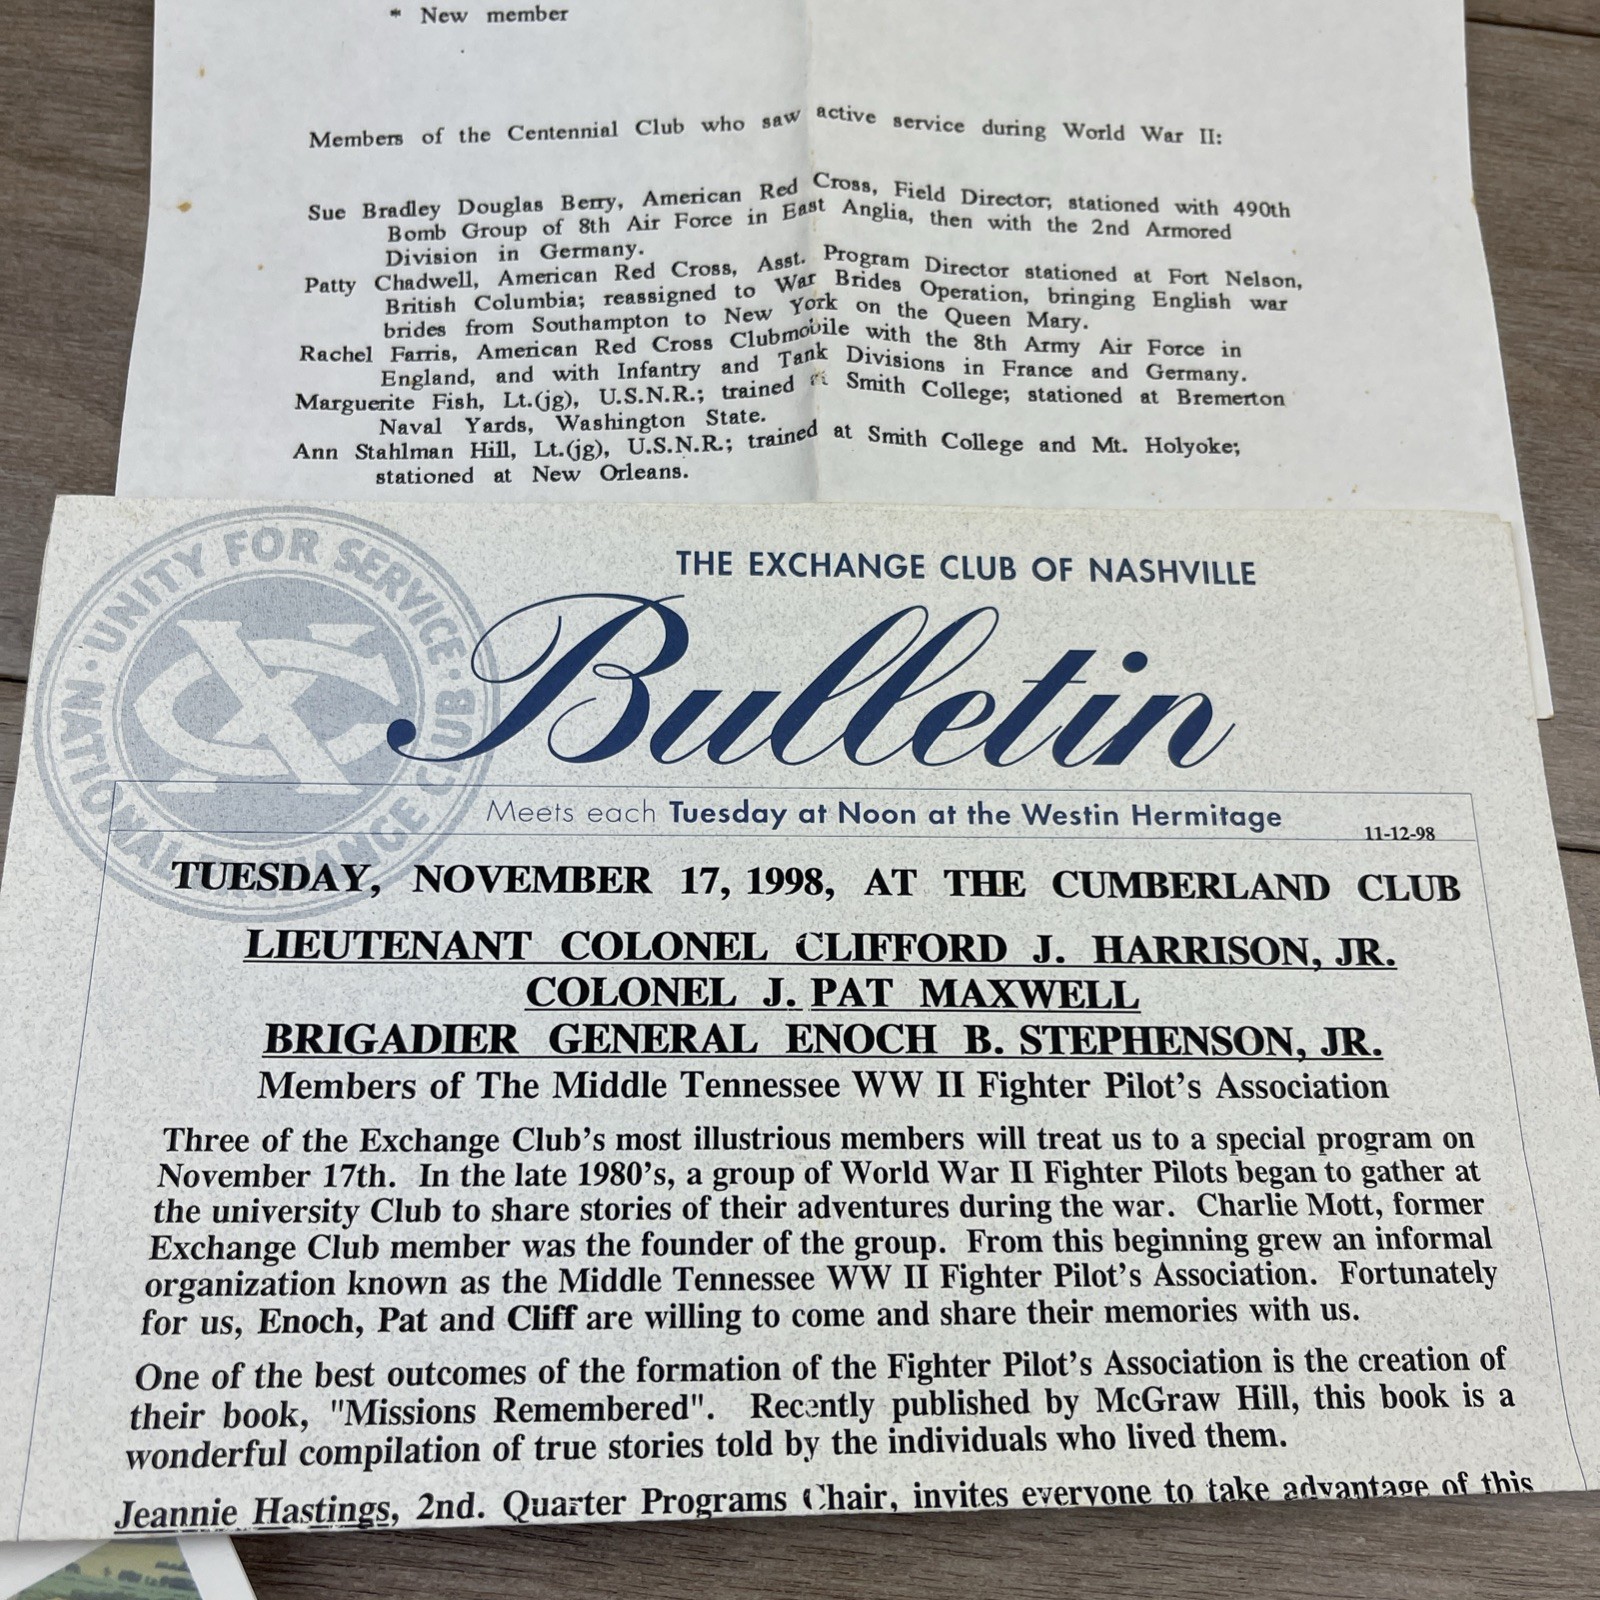 * New member
Members of the Centennial Club who saw active service during World War II:
Sue Bradley Douglas Berry, American Red Cross, Field Director; stationed with 490th
Bomb Group of 8th Air Force in East Anglia, then with the 2nd Armored
Division in Germany.
Patty Chadwell, American Red Cross, Asst. Program Director stationed at Fort Nelson,
British Columbia; reassigned to War Brides Operation, bringing English war
brides from Southampton to New York on the Queen Mary.
Rachel Farris, American Red Cross Clubmobile with the 8th Army Air Force in
England, and with Infantry and Tank Divisions in France and Germany.
Marguerite Fish, Lt.(jg), U.S.N.R.; trained at Smith College; stationed at Bremerton
Naval Yards, Washington State.
Ann Stahlman Hill, Lt.(jg), U.S.N.R.; trained at Smith College and Mt. Holyoke;
stationed at New Orleans.
UNITY FOR SERVICE · NATIONAL EXCHANGE CLUB ·
XC
THE EXCHANGE CLUB OF NASHVILLE
Bulletin
Meets each Tuesday at Noon at the Westin Hermitage
11-12-98
TUESDAY, NOVEMBER 17, 1998, AT THE CUMBERLAND CLUB
LIEUTENANT COLONEL CLIFFORD J. HARRISON, JR.
COLONEL J. PAT MAXWELL
BRIGADIER GENERAL ENOCH B. STEPHENSON, JR.
Members of The Middle Tennessee WW II Fighter Pilot's Association
Three of the Exchange Club's most illustrious members will treat us to a special program on
November 17th. In the late 1980's, a group of World War II Fighter Pilots began to gather at
the university Club to share stories of their adventures during the war. Charlie Mott, former
Exchange Club member was the founder of the group. From this beginning grew an informal
organization known as the Middle Tennessee WW II Fighter Pilot's Association. Fortunately
for us, Enoch, Pat and Cliff are willing to come and share their memories with us.
One of the best outcomes of the formation of the Fighter Pilot's Association is the creation of
their book, "Missions Remembered". Recently published by McGraw Hill, this book is a
wonderful compilation of true stories told by the individuals who lived them.
Jeannie Hastings, 2nd. Quarter Programs Chair, invites everyone to take advantage of this